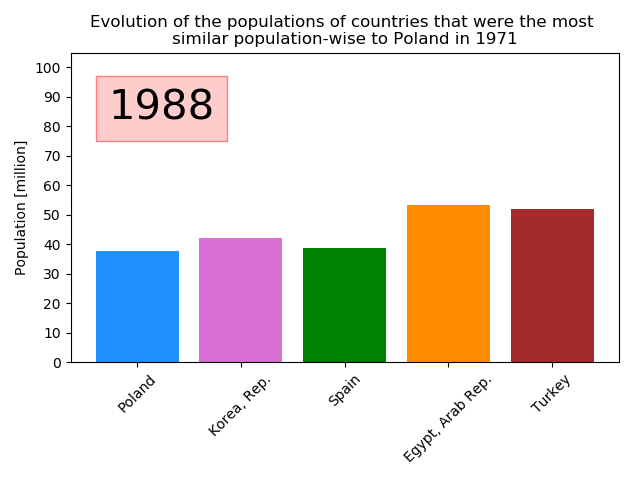 Evolution of the populations of countries that were the most
similar population-wise to Poland in 1971
1988
Population [million]
100
90
80
70
60
50
40
30
20
10
0
Poland
Korea, Rep.
Spain
Egypt, Arab Rep.
Turkey